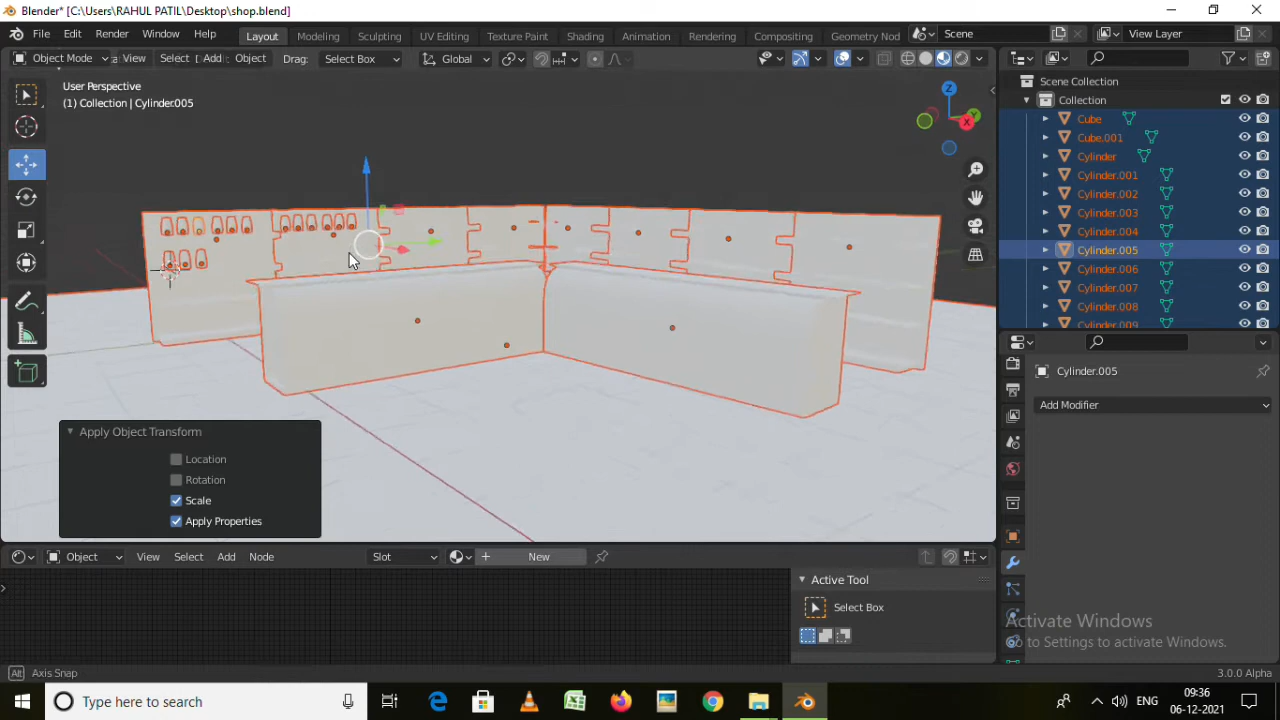 Blender* [C:\Users\RAHUL PATIL\Desktop\shop.blend]
File Edit Render Window Help Layout Modeling Sculpting UV Editing Texture Paint Shading Animation Rendering Compositing Geometry Nod Scene View Layer
Object Mode View Select Add Object Drag: Select Box Global
User Perspective
(1) Collection | Cylinder.005
Z
Y
X
Scene Collection
Collection
Cube
Cube.001
Cylinder
Cylinder.001
Cylinder.002
Cylinder.003
Cylinder.004
Cylinder.005
Cylinder.006
Cylinder.007
Cylinder.008
Cylinder.009
Cylinder.005
Add Modifier
Apply Object Transform
Location
Rotation
Scale
Apply Properties
Object View Select Add Node Slot New
Active Tool
Select Box
Activate Windows
Go to Settings to activate Windows.
Alt Axis Snap 3.0.0 Alpha
Type here to search
ENG
09:36
06-12-2021